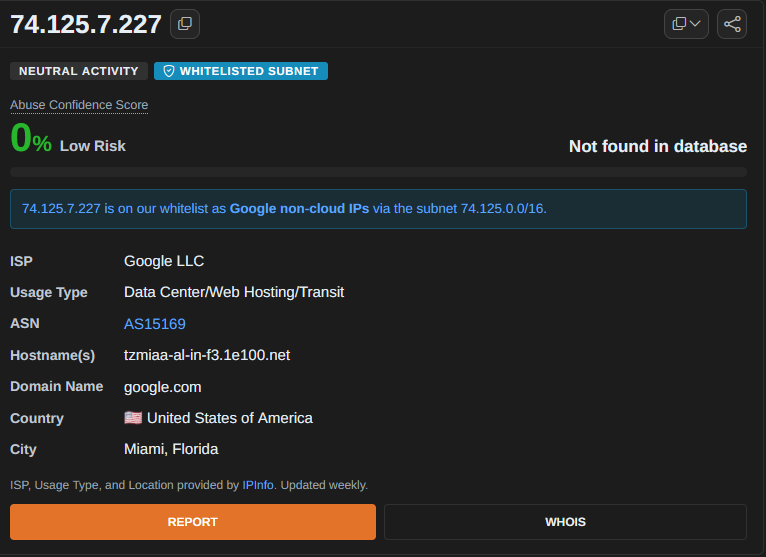 74.125.7.227
NEUTRAL ACTIVITY WHITELISTED SUBNET
Abuse Confidence Score
0% Low Risk Not found in database
74.125.7.227 is on our whitelist as Google non-cloud IPs via the subnet 74.125.0.0/16.
ISP Google LLC
Usage Type Data Center/Web Hosting/Transit
ASN AS15169
Hostname(s) tzmiaa-al-in-f3.1e100.net
Domain Name google.com
Country United States of America
City Miami, Florida
ISP, Usage Type, and Location provided by IPInfo. Updated weekly.
REPORT WHOIS